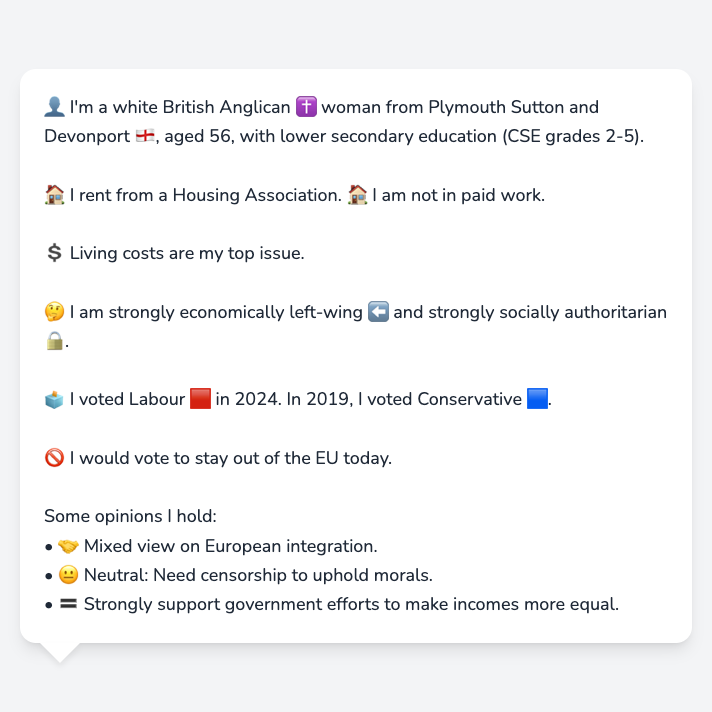 👤 I'm a white British Anglican ✝️ woman from Plymouth Sutton and
Devonport 🏴󠁧󠁢󠁥󠁮󠁧󠁿, aged 56, with lower secondary education (CSE grades 2-5).
🏠 I rent from a Housing Association. 🏠 I am not in paid work.
💲 Living costs are my top issue.
🤔 I am strongly economically left-wing ⬅️ and strongly socially authoritarian
🔒.
🗳️ I voted Labour 🟥 in 2024. In 2019, I voted Conservative 🟦.
🚫 I would vote to stay out of the EU today.
Some opinions I hold:
• 🤝 Mixed view on European integration.
• 😐 Neutral: Need censorship to uphold morals.
• 🟰 Strongly support government efforts to make incomes more equal.